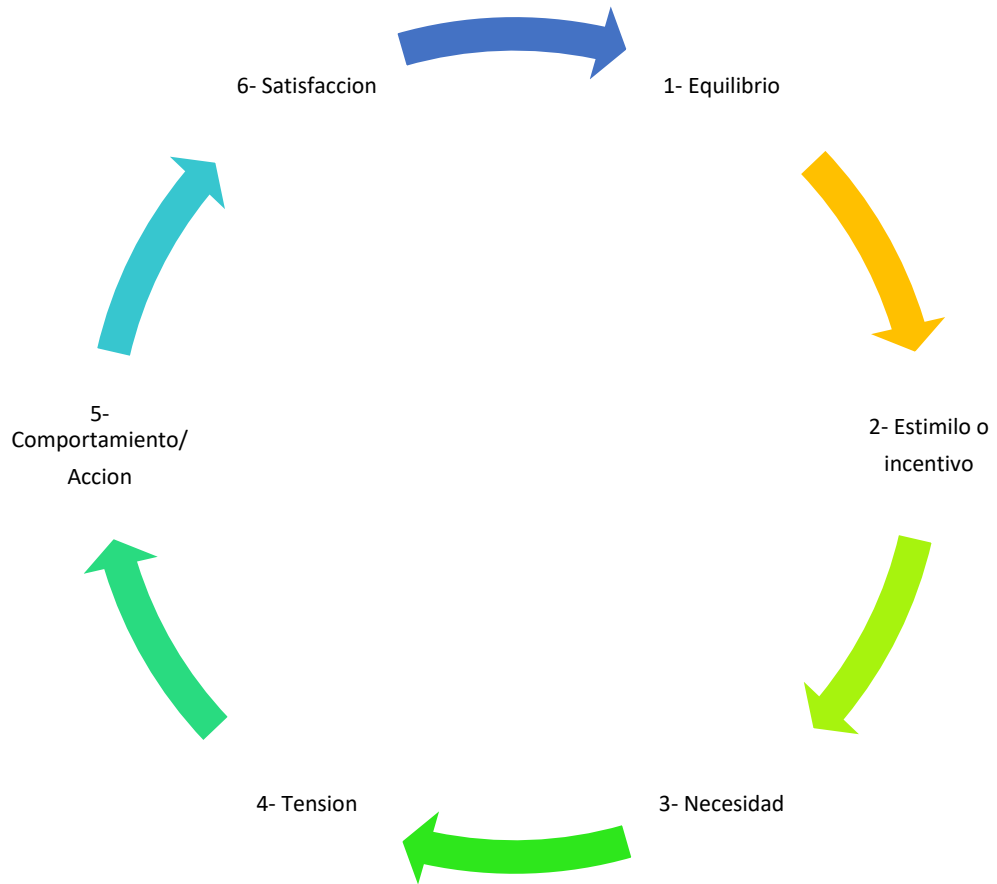 6- Satisfaccion
1- Equilibrio
2- Estimilo o
incentivo
3- Necesidad
4- Tension
5-
Comportamiento/
Accion